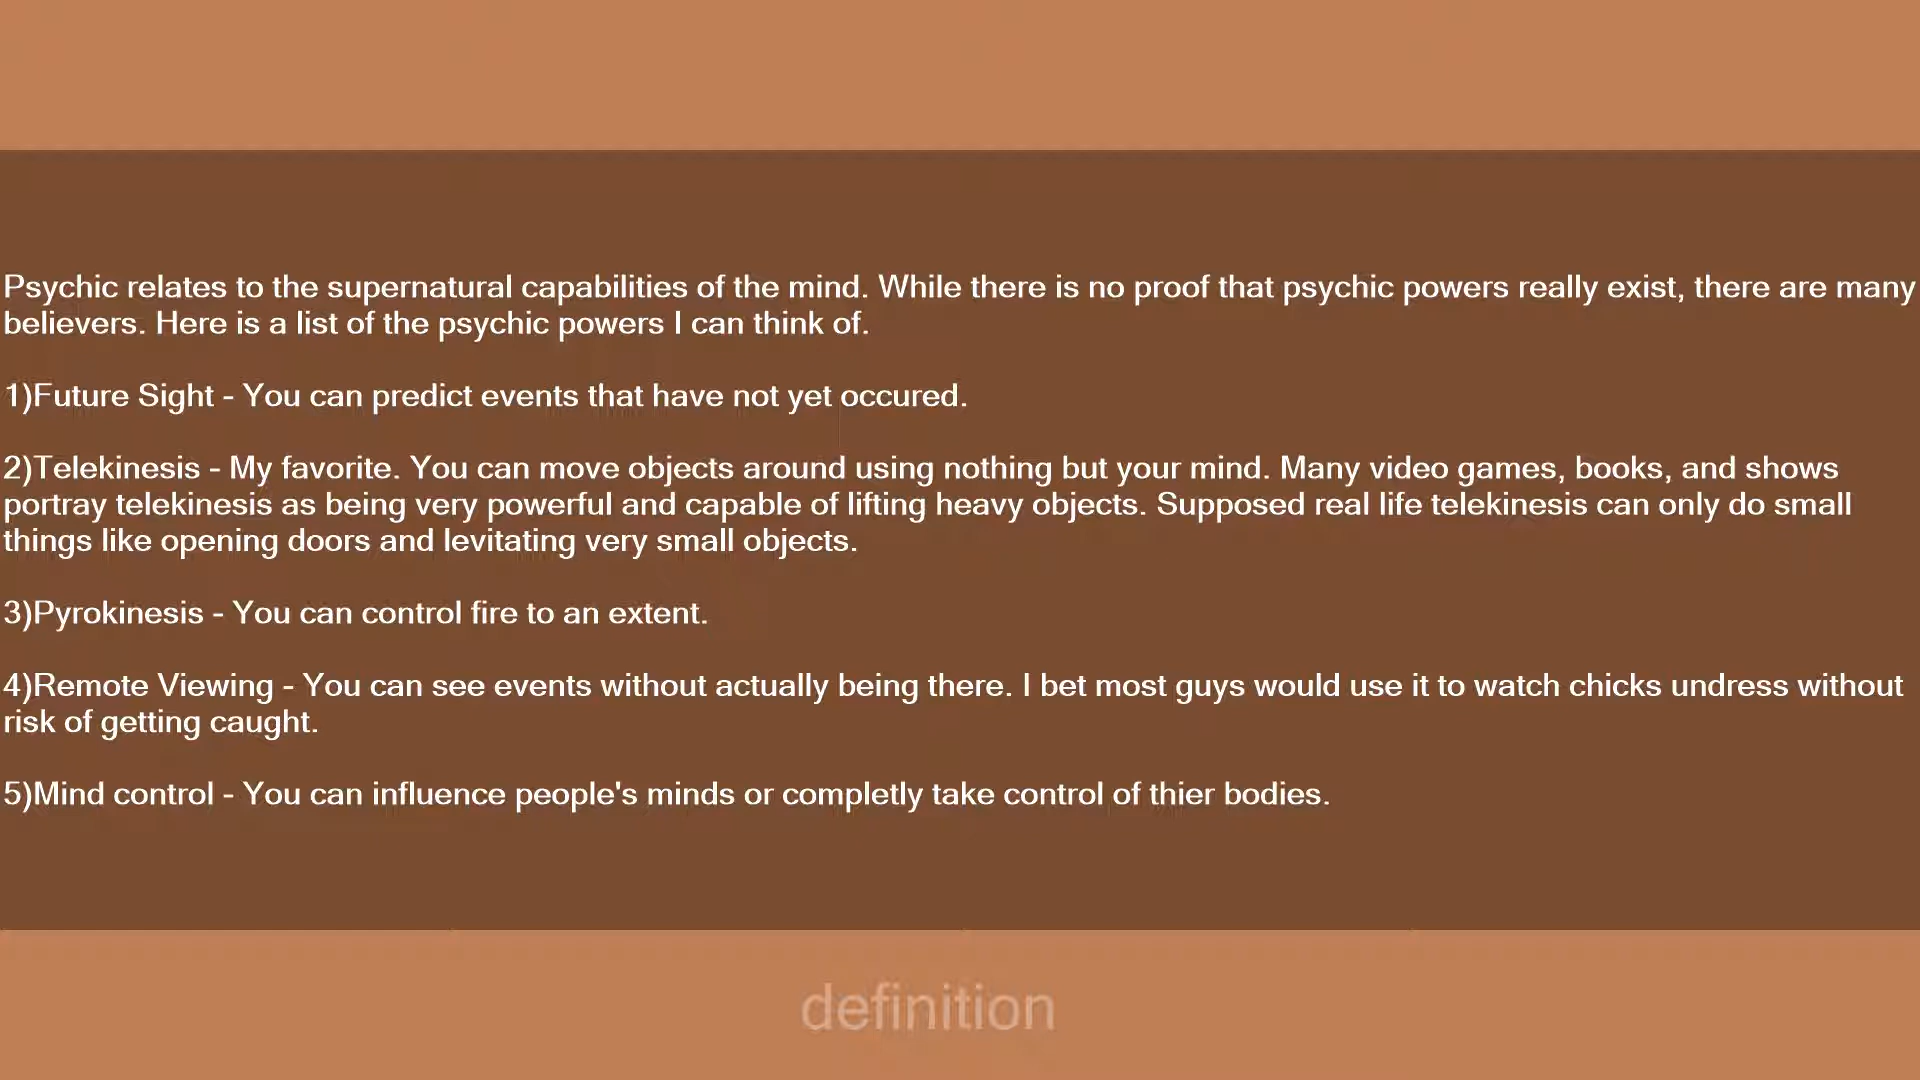 Psychic relates to the supernatural capabilities of the mind. While there is no proof that psychic powers really exist, there are many
believers. Here is a list of the psychic powers I can think of.
1)Future Sight - You can predict events that have not yet occured.
2)Telekinesis - My favorite. You can move objects around using nothing but your mind. Many video games, books, and shows
portray telekinesis as being very powerful and capable of lifting heavy objects. Supposed real life telekinesis can only do small
things like opening doors and levitating very small objects.
3)Pyrokinesis - You can control fire to an extent.
4)Remote Viewing - You can see events without actually being there. I bet most guys would use it to watch chicks undress without
risk of getting caught.
5)Mind control - You can influence people's minds or completly take control of thier bodies.
definition